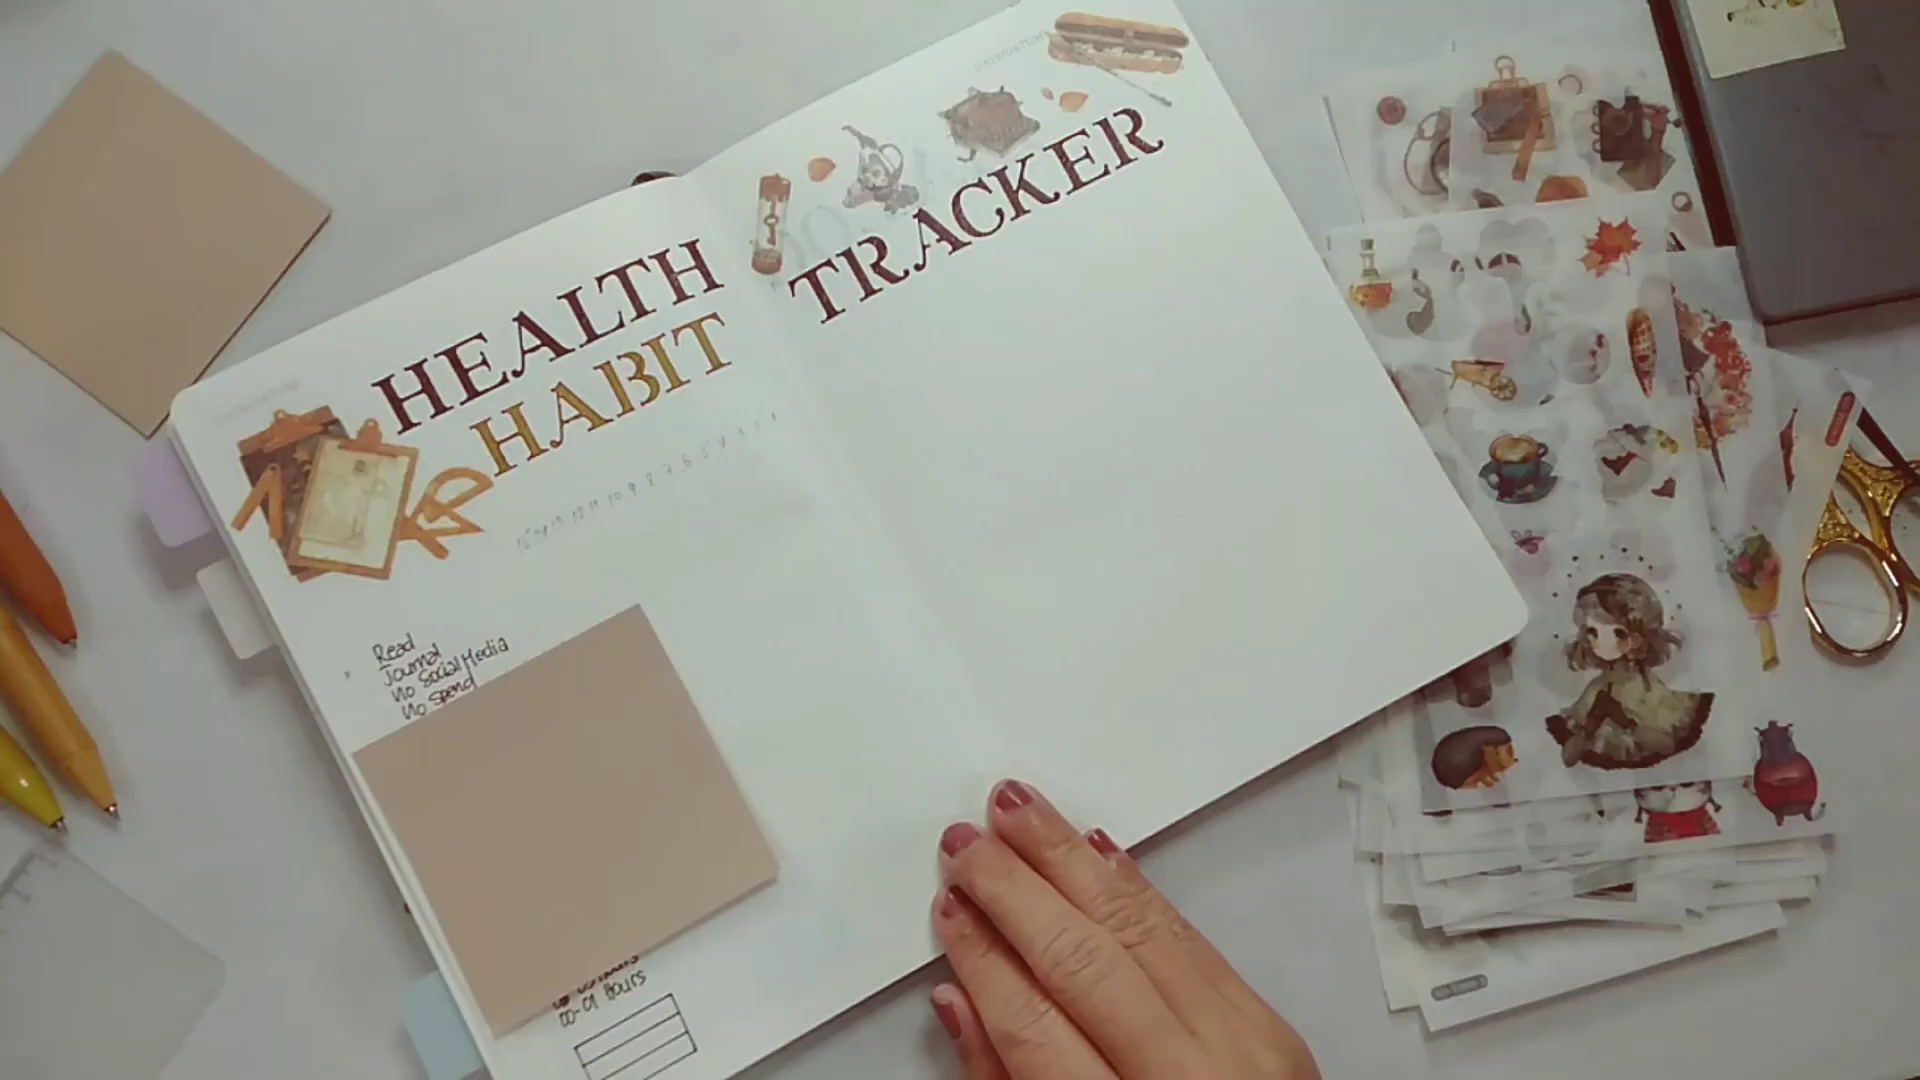 HEALTH
HABIT
TRACKER
Read
Journal
No Social Media
No Spend
00-01 Hours